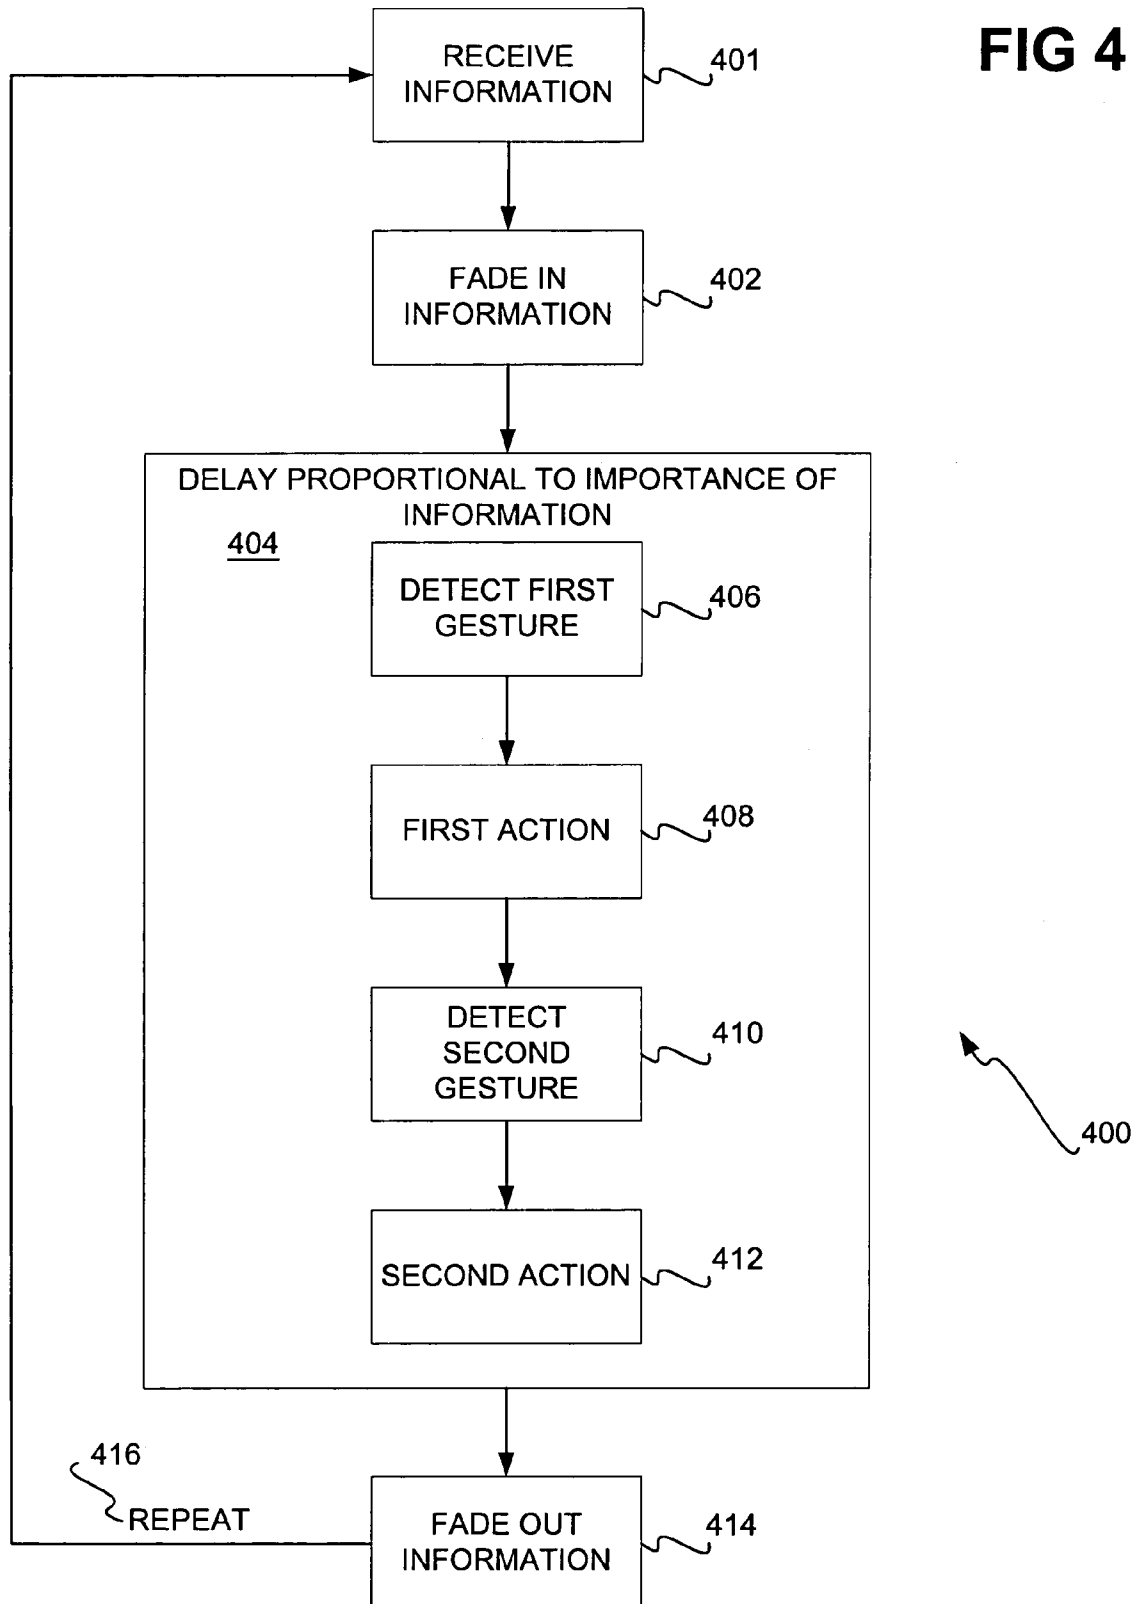 FIG 4
RECEIVE
INFORMATION
401
FADE IN
INFORMATION
402
DELAY PROPORTIONAL TO IMPORTANCE OF
INFORMATION
404
DETECT FIRST
GESTURE
406
FIRST ACTION
408
DETECT
SECOND
GESTURE
410
400
SECOND ACTION
412
416
REPEAT
FADE OUT
INFORMATION
414